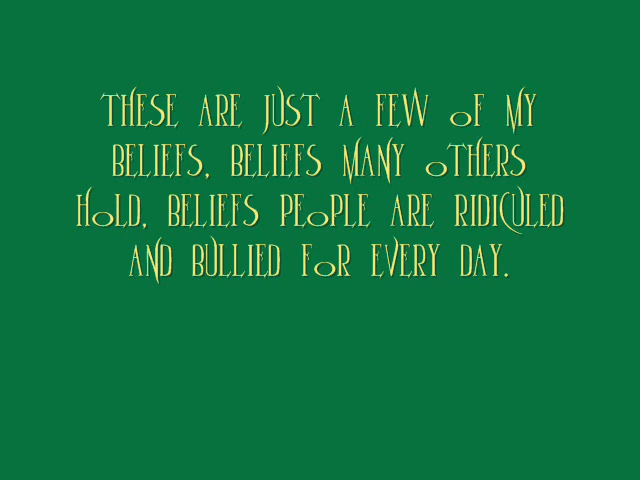 THESE ARE JUST A FEW OF MY
BELIEFS, BELIEFS MANY OTHERS
HOLD, BELIEFS PEOPLE ARE RIDICULED
AND BULLIED FOR EVERY DAY.